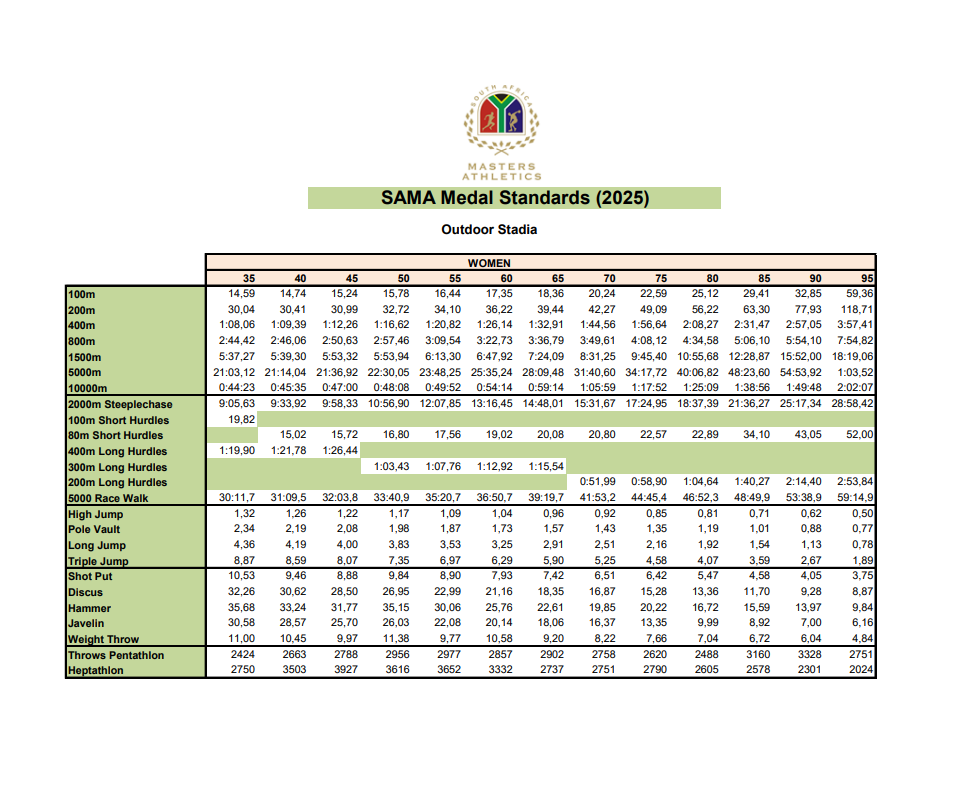 SOUTH AFRICA
MASTERS
ATHLETICS
SAMA Medal Standards (2025)
Outdoor Stadia
WOMEN
35 40 45 50 55 60 65 70 75 80 85 90 95
100m 14,59 14,74 15,24 15,78 16,44 17,35 18,36 20,24 22,59 25,12 29,41 32,85 59,36
200m 30,04 30,41 30,99 32,72 34,10 36,22 39,44 42,27 49,09 56,22 63,30 77,93 118,71
400m 1:08,06 1:09,39 1:12,26 1:16,62 1:20,82 1:26,14 1:32,91 1:44,56 1:56,64 2:08,27 2:31,47 2:57,05 3:57,41
800m 2:44,42 2:46,06 2:50,63 2:57,46 3:09,54 3:22,73 3:36,79 3:49,61 4:08,12 4:34,58 5:06,10 5:54,10 7:54,82
1500m 5:37,27 5:39,30 5:53,32 5:53,94 6:13,30 6:47,92 7:24,09 8:31,25 9:45,40 10:55,68 12:28,87 15:52,00 18:19,06
5000m 21:03,12 21:14,04 21:36,92 22:30,05 23:48,25 25:35,24 28:09,48 31:40,60 34:17,72 40:06,82 48:23,60 54:53,92 1:03,52
10000m 0:44:23 0:45:35 0:47:00 0:48:08 0:49:52 0:54:14 0:59:14 1:05:59 1:17:52 1:25:09 1:38:56 1:49:48 2:02:07
2000m Steeplechase 9:05,63 9:33,92 9:58,33 10:56,90 12:07,85 13:16,45 14:48,01 15:31,67 17:24,95 18:37,39 21:36,27 25:17,34 28:58,42
100m Short Hurdles 19,82
80m Short Hurdles 15,02 15,72 16,80 17,56 19,02 20,08 20,80 22,57 22,89 34,10 43,05 52,00
400m Long Hurdles 1:19,90 1:21,78 1:26,44
300m Long Hurdles 1:03,43 1:07,76 1:12,92 1:15,54
200m Long Hurdles 0:51,99 0:58,90 1:04,64 1:40,27 2:14,40 2:53,84
5000 Race Walk 30:11,7 31:09,5 32:03,8 33:40,9 35:20,7 36:50,7 39:19,7 41:53,2 44:45,4 46:52,3 48:49,9 53:38,9 59:14,9
High Jump 1,32 1,26 1,22 1,17 1,09 1,04 0,96 0,92 0,85 0,81 0,71 0,62 0,50
Pole Vault 2,34 2,19 2,08 1,98 1,87 1,73 1,57 1,43 1,35 1,19 1,01 0,88 0,77
Long Jump 4,36 4,19 4,00 3,83 3,53 3,25 2,91 2,51 2,16 1,92 1,54 1,13 0,78
Triple Jump 8,87 8,59 8,07 7,35 6,97 6,29 5,90 5,25 4,58 4,07 3,59 2,67 1,89
Shot Put 10,53 9,46 8,88 9,84 8,90 7,93 7,42 6,51 6,42 5,47 4,58 4,05 3,75
Discus 32,26 30,62 28,50 26,95 22,99 21,16 18,35 16,87 15,28 13,36 11,70 9,28 8,87
Hammer 35,68 33,24 31,77 35,15 30,06 25,76 22,61 19,85 20,22 16,72 15,59 13,97 9,84
Javelin 30,58 28,57 25,70 26,03 22,08 20,14 18,06 16,37 13,35 9,99 8,92 7,00 6,16
Weight Throw 11,00 10,45 9,97 11,38 9,77 10,58 9,20 8,22 7,66 7,04 6,72 6,04 4,84
Throws Pentathlon 2424 2663 2788 2956 2977 2857 2902 2758 2620 2488 3160 3328 2751
Heptathlon 2750 3503 3927 3616 3652 3332 2737 2751 2790 2605 2578 2301 2024